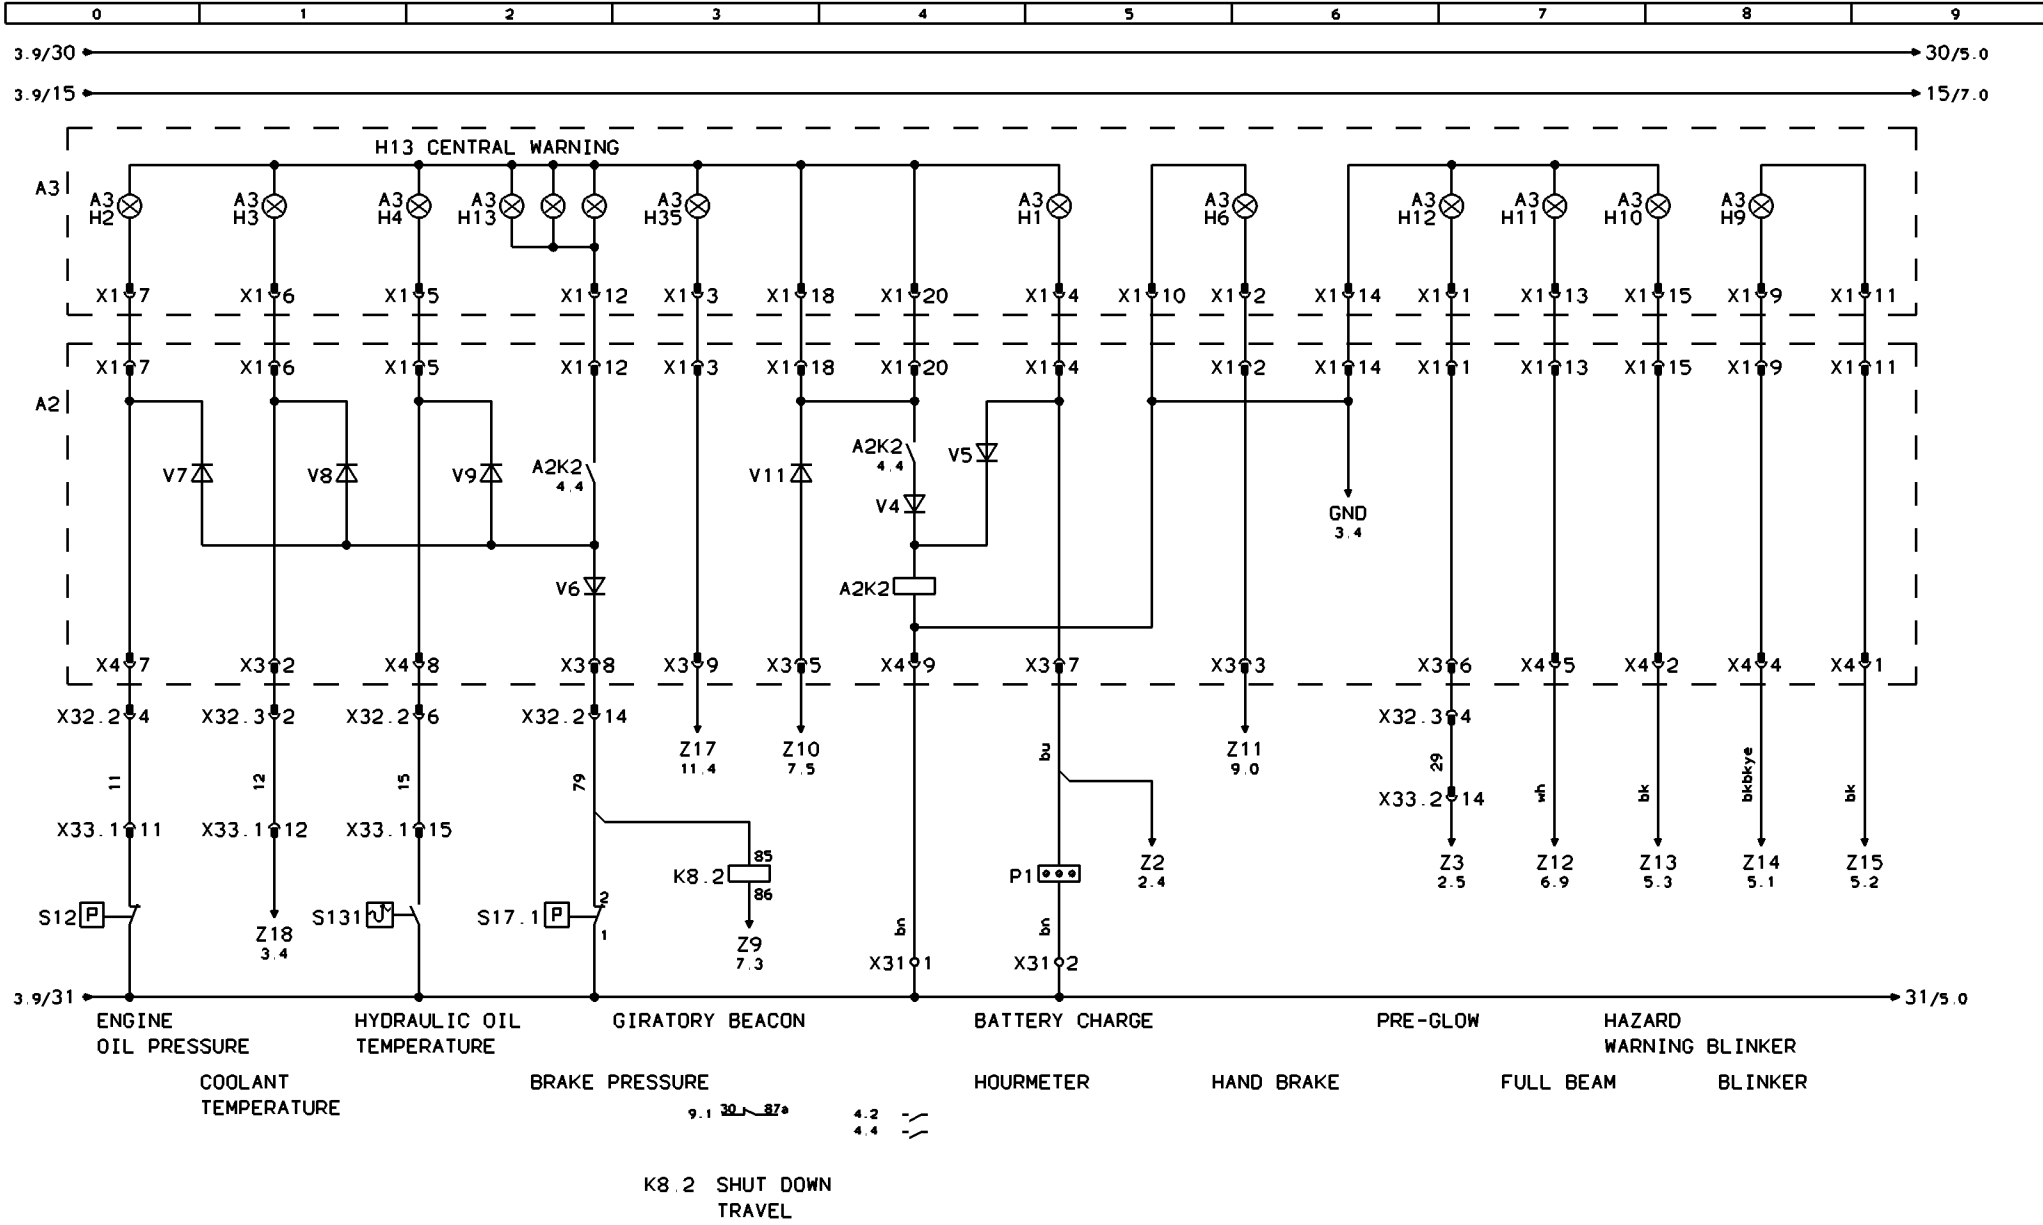 0 1 2 3 4 5 6 7 8 9
3.9/30 30/5.0
3.9/15 15/7.0
H13 CENTRAL WARNING
A3
A3 H2
A3 H3
A3 H4
A3 H13
A3 H35
A3 H1
A3 H6
A3 H12
A3 H11
A3 H10
A3 H9
X1 7 X1 6 X1 5 X1 12 X1 3 X1 18 X1 20 X1 4 X1 10 X1 2 X1 14 X1 1 X1 13 X1 15 X1 9 X1 11
X1 7 X1 6 X1 5 X1 12 X1 3 X1 18 X1 20 X1 4 X1 2 X1 14 X1 1 X1 13 X1 15 X1 9 X1 11
A2
V7 V8 V9
A2K2
4.4
V11
A2K2
4.4
V5
V4
GND
3.4
V6
A2K2
X4 7 X3 2 X4 8 X3 8 X3 9 X3 5 X4 9 X3 7 X3 3 X3 6 X4 5 X4 2 X4 4 X4 1
X32.2 4 X32.3 2 X32.2 6 X32.2 14 X32.3 4
Z17
11.4
Z10
7.5
bu
Z11
9.0
11 12 15 79 29 wh bk bkbkye bk
X33.2 14
X33.1 11 X33.1 12 X33.1 15
K8.2 85 86
P1
Z2
2.4
Z3
2.5
Z12
6.9
Z13
5.3
Z14
5.1
Z15
5.2
S12 P
Z18
3.4
S131
S17.1 P 2 1
Z9
7.3
bn bn
X31 1 X31 2
3.9/31 31/5.0
ENGINE
OIL PRESSURE
HYDRAULIC OIL
TEMPERATURE
GIRATORY BEACON
BATTERY CHARGE
PRE-GLOW
HAZARD
WARNING BLINKER
COOLANT
TEMPERATURE
BRAKE PRESSURE
HOURMETER
HAND BRAKE
FULL BEAM
BLINKER
9.1 30 87a
4.2
4.4
K8.2 SHUT DOWN
TRAVEL